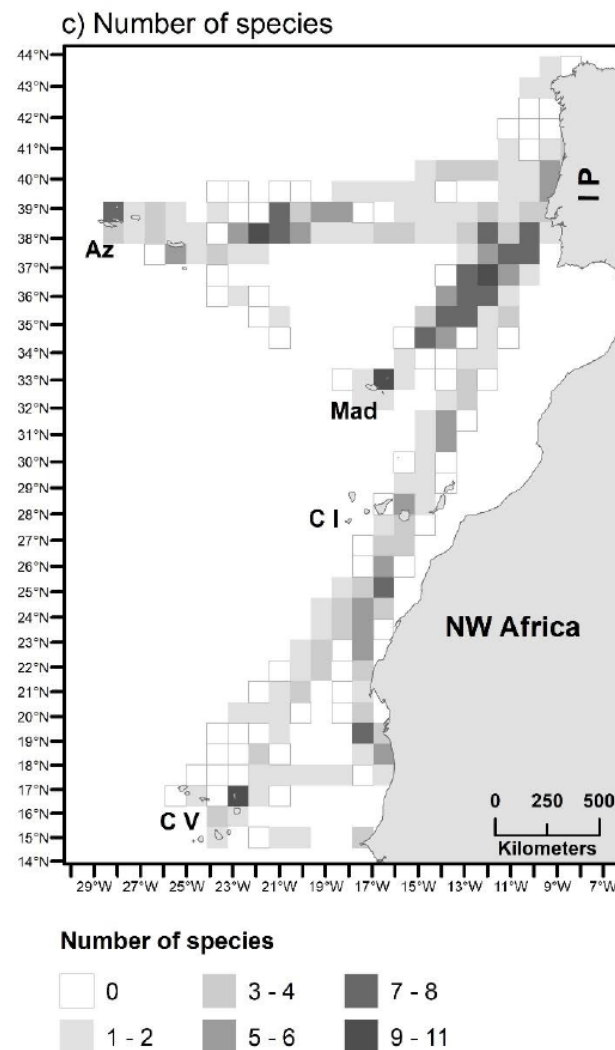 c) Number of species
44°N
43°N
42°N
41°N
40°N
39°N
38°N
37°N
36°N
35°N
34°N
33°N
32°N
31°N
30°N
29°N
28°N
27°N
26°N
25°N
24°N
23°N
22°N
21°N
20°N
19°N
18°N
17°N
16°N
15°N
14°N
I P
Az
Mad
C I
NW Africa
C V
0 250 500
Kilometers
29°W 27°W 25°W 23°W 21°W 19°W 17°W 15°W 13°W 11°W 9°W 7°W
Number of species
0 3 - 4 7 - 8
1 - 2 5 - 6 9 - 11